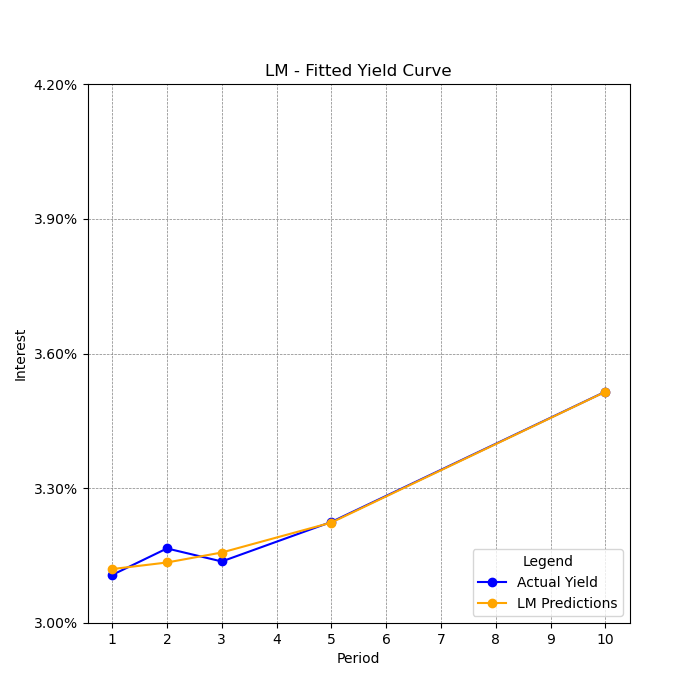 LM - Fitted Yield Curve
4.20%
3.90%
3.60%
3.30%
3.00%
Interest
1 2 3 4 5 6 7 8 9 10
Period
Legend
Actual Yield
LM Predictions